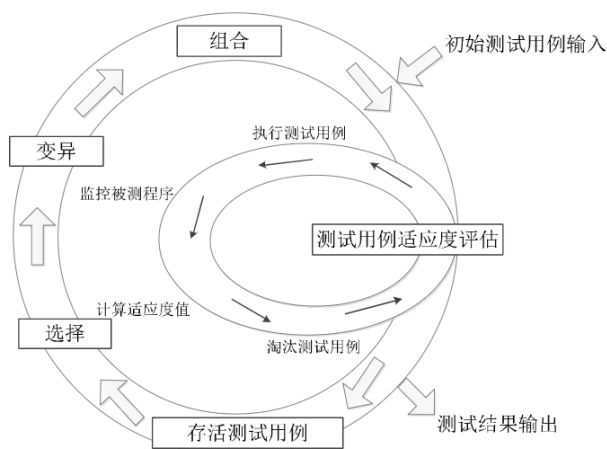 组合
初始测试用例输入
执行测试用例
变异
监控被测程序
测试用例适应度评估
计算适应度值
选择
淘汰测试用例
存活测试用例
测试结果输出